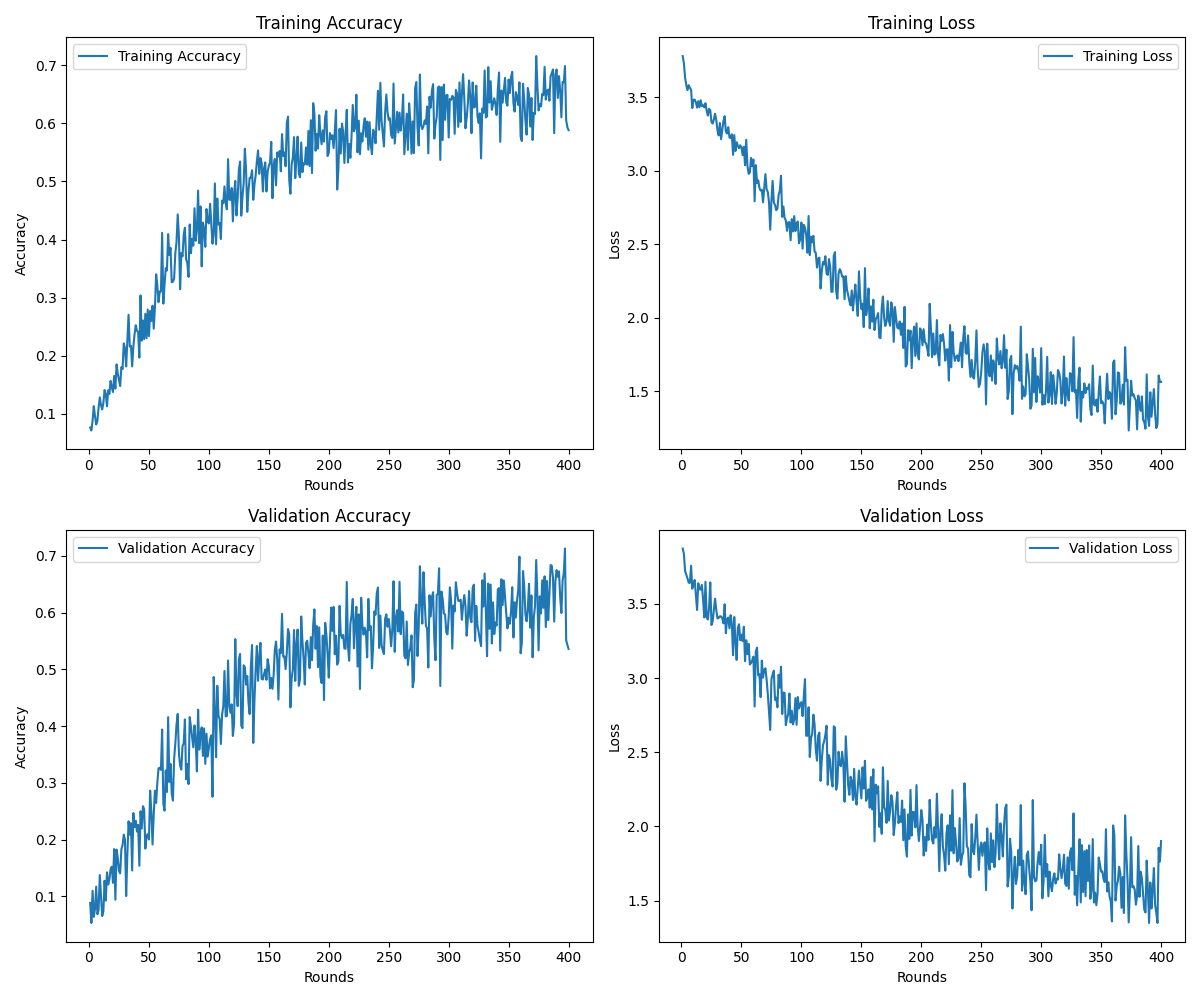 Training Accuracy
Training Accuracy
Accuracy
0.7
0.6
0.5
0.4
0.3
0.2
0.1
0 50 100 150 200 250 300 350 400
Rounds
Training Loss
Training Loss
Loss
3.5
3.0
2.5
2.0
1.5
0 50 100 150 200 250 300 350 400
Rounds
Validation Accuracy
Validation Accuracy
Accuracy
0.7
0.6
0.5
0.4
0.3
0.2
0.1
0 50 100 150 200 250 300 350 400
Rounds
Validation Loss
Validation Loss
Loss
3.5
3.0
2.5
2.0
1.5
0 50 100 150 200 250 300 350 400
Rounds